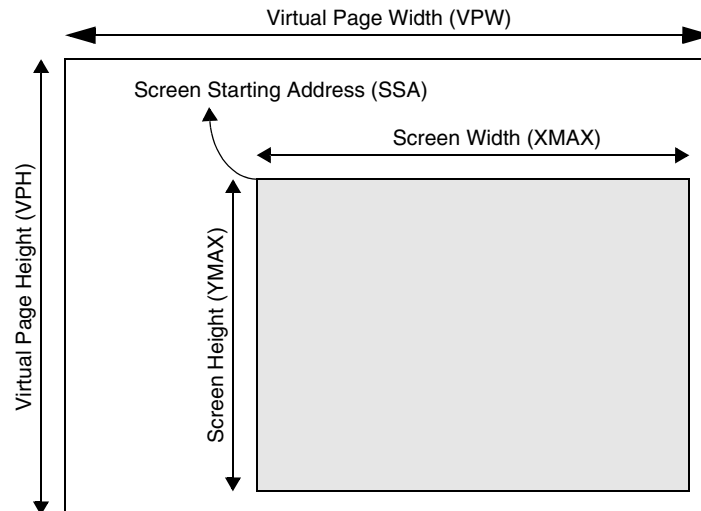 Virtual Page Width (VPW)
Screen Starting Address (SSA)
Screen Width (XMAX)
Virtual Page Height (VPH)
Screen Height (YMAX)